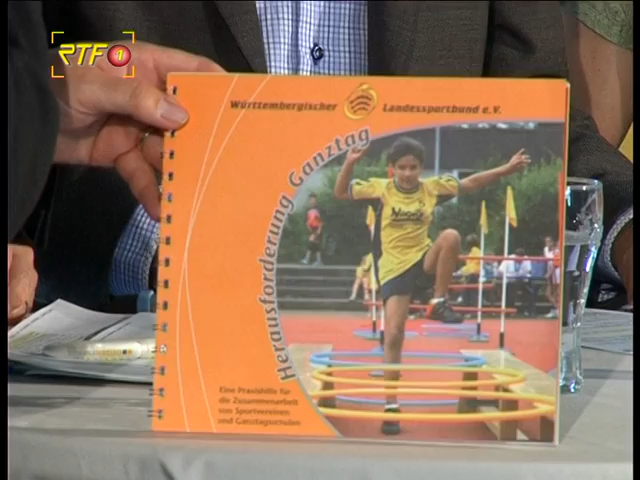 RTF 1
Württembergischer Landessportbund e.V.
Herausforderung Ganztag
Eine Praxishilfe für
die Zusammenarbeit
von Sportvereinen
und Ganztagsschulen